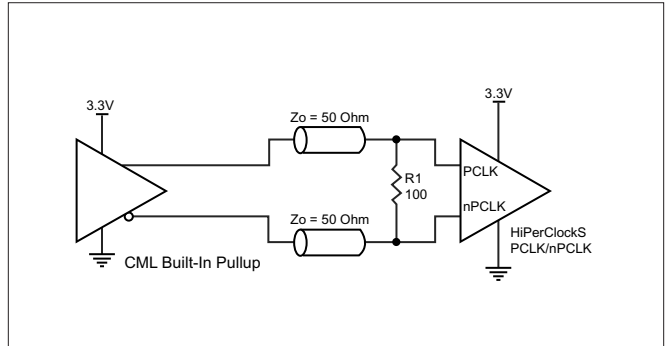 3.3V
3.3V
Zo = 50 Ohm
PCLK
R1
100
nPCLK
Zo = 50 Ohm
HiPerClockS
PCLK/nPCLK
CML Built-In Pullup